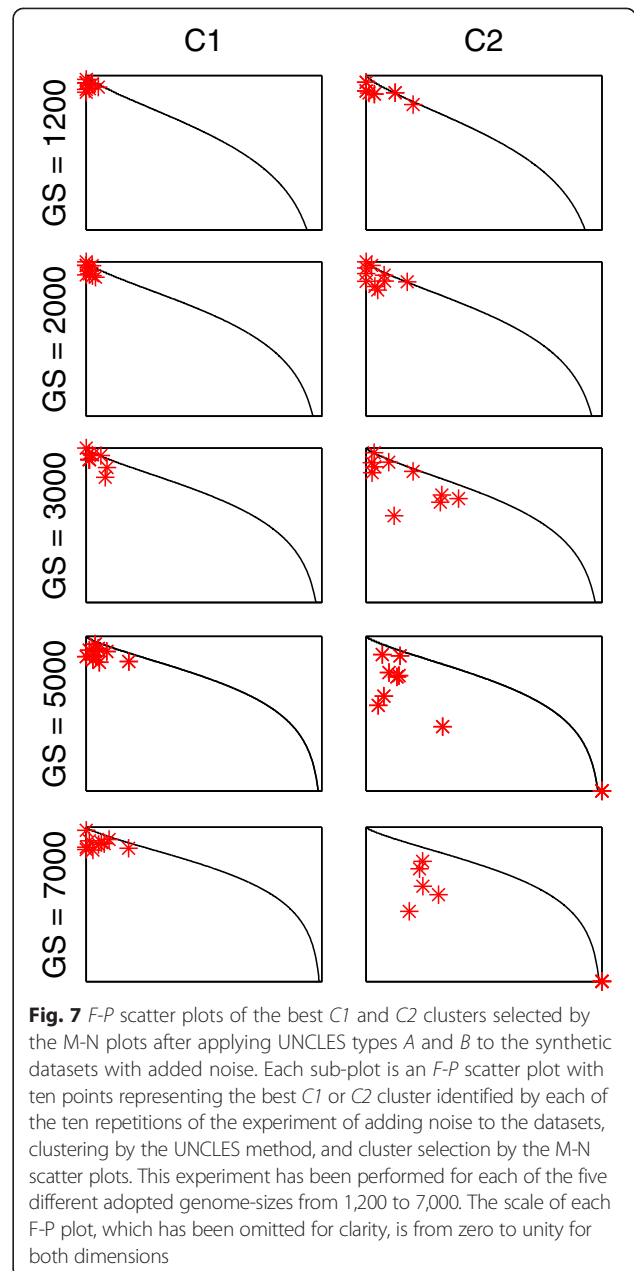 C1 C2
GS = 1200
GS = 2000
GS = 3000
GS = 5000
GS = 7000
Fig. 7 F-P scatter plots of the best C1 and C2 clusters selected by
the M-N plots after applying UNCLES types A and B to the synthetic
datasets with added noise. Each sub-plot is an F-P scatter plot with
ten points representing the best C1 or C2 cluster identified by each of
the ten repetitions of the experiment of adding noise to the datasets,
clustering by the UNCLES method, and cluster selection by the M-N
scatter plots. This experiment has been performed for each of the five
different adopted genome-sizes from 1,200 to 7,000. The scale of each
F-P plot, which has been omitted for clarity, is from zero to unity for
both dimensions